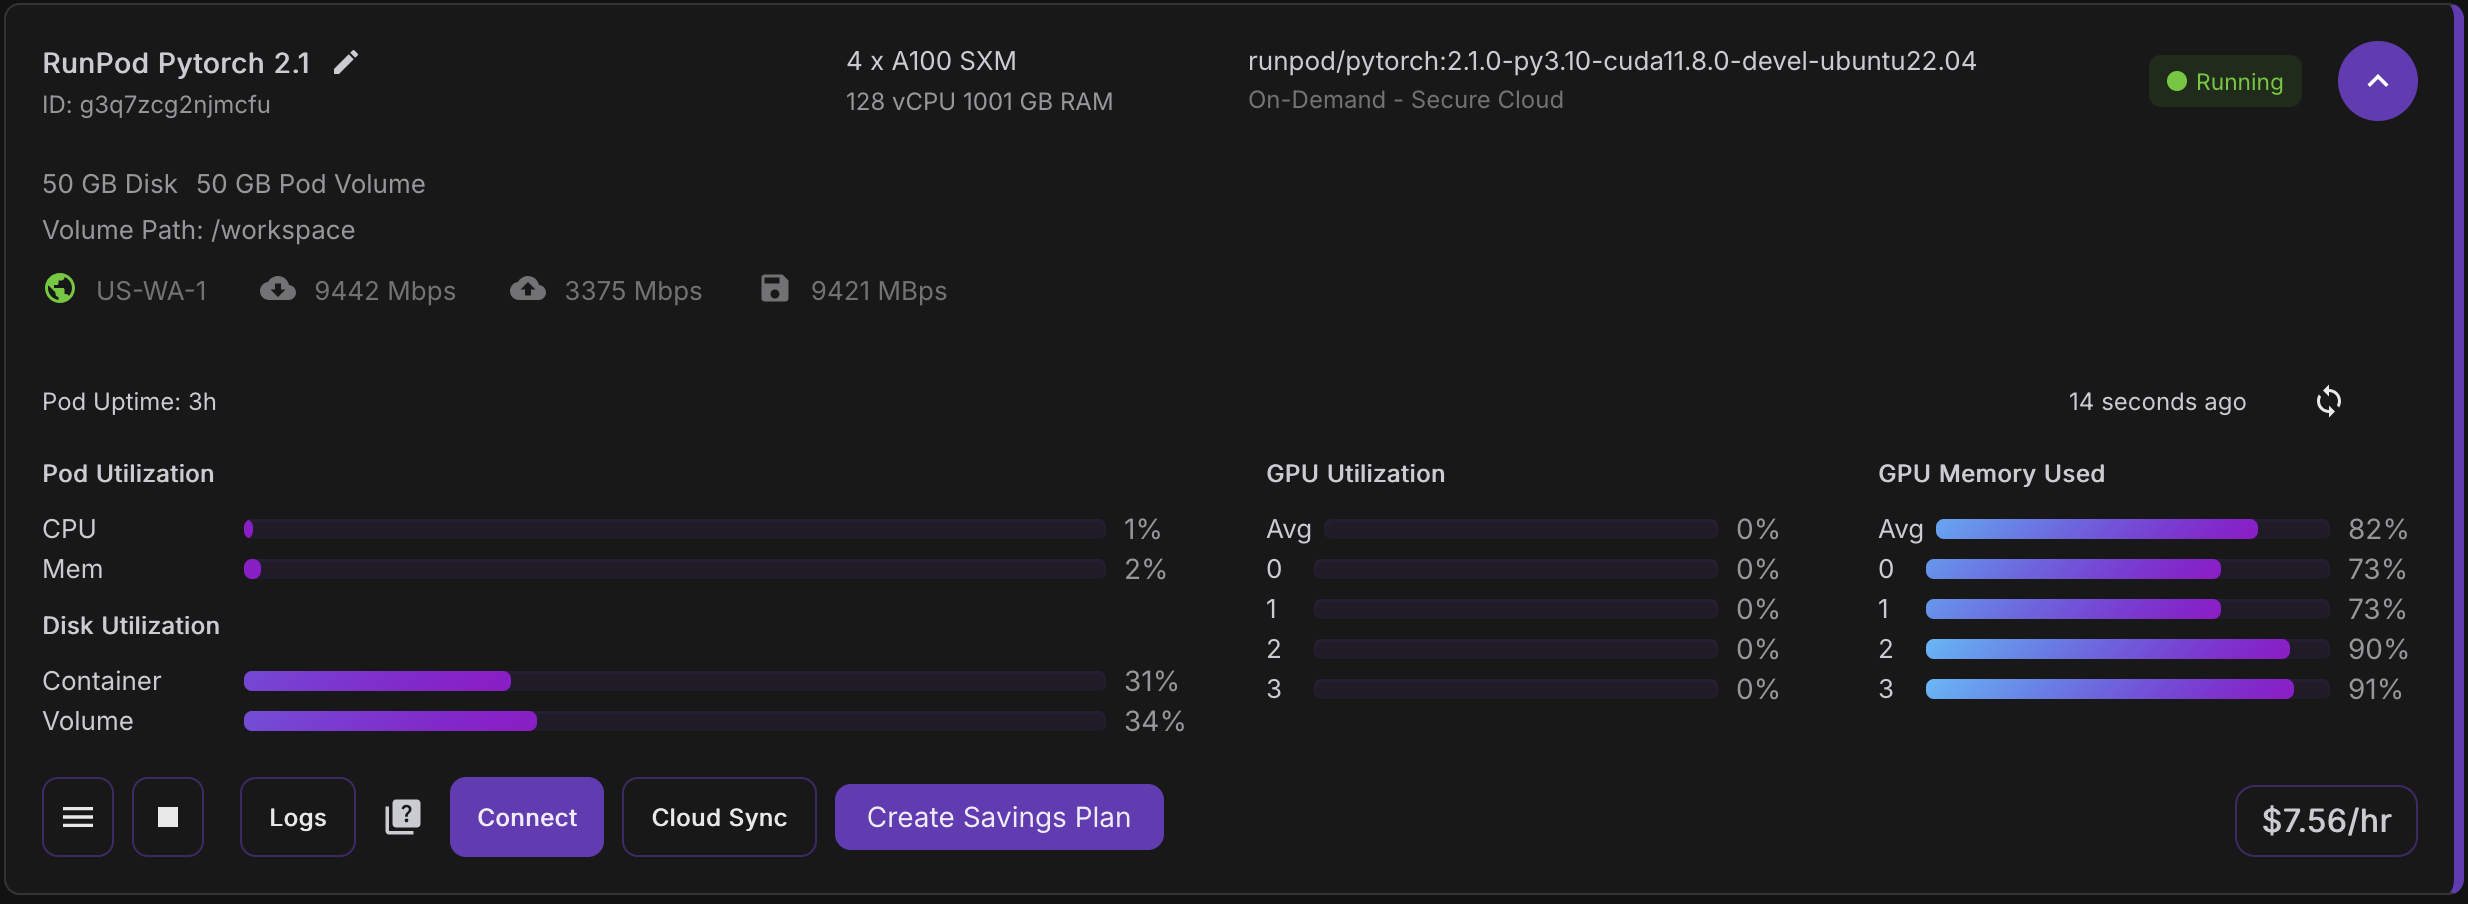 RunPod Pytorch 2.1
ID: g3q7zcg2njmcfu
4 x A100 SXM
128 vCPU 1001 GB RAM
runpod/pytorch:2.1.0-py3.10-cuda11.8.0-devel-ubuntu22.04
On-Demand - Secure Cloud
Running
50 GB Disk 50 GB Pod Volume
Volume Path: /workspace
US-WA-1 9442 Mbps 3375 Mbps 9421 MBps
Pod Uptime: 3h
14 seconds ago
Pod Utilization
CPU 1%
Mem 2%
Disk Utilization
Container 31%
Volume 34%
GPU Utilization
Avg 0%
0 0%
1 0%
2 0%
3 0%
GPU Memory Used
Avg 82%
0 73%
1 73%
2 90%
3 91%
Logs ? Connect Cloud Sync Create Savings Plan $7.56/hr